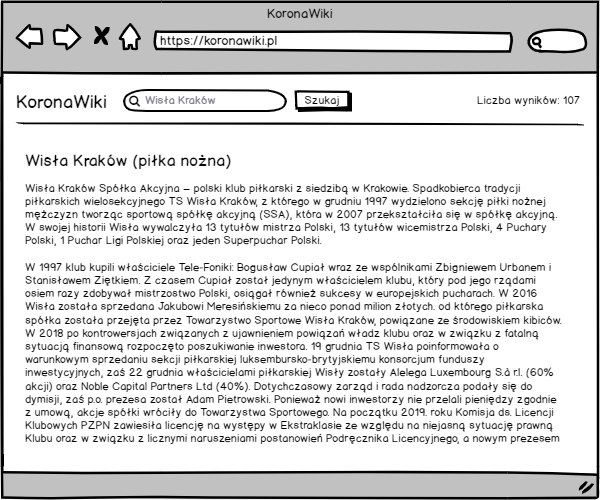 KoronaWiki
https://koronawiki.pl
KoronaWiki
Wisła Kraków
Szukaj
Liczba wyników: 107
Wisła Kraków (piłka nożna)
Wisła Kraków Spółka Akcyjna – polski klub piłkarski z siedzibą w Krakowie. Spadkobierca tradycji
piłkarskich wielosekcyjnego TS Wisła Kraków, z którego w grudniu 1997 wydzielono sekcję piłki nożnej
mężczyzn tworząc sportową spółkę akcyjną (SSA), która w 2007 przekształciła się w spółkę akcyjną.
W swojej historii Wisła wywalczyła 13 tytułów mistrza Polski, 13 tytułów wicemistrza Polski, 4 Puchary
Polski, 1 Puchar Ligi Polskiej oraz jeden Superpuchar Polski.
W 1997 klub kupili właściciele Tele-Foniki: Bogusław Cupiał wraz ze wspólnikami Zbigniewem Urbanem i
Stanisławem Ziętkiem. Z czasem Cupiał został jedynym właścicielem klubu, który pod jego rządami
osiem razy zdobywał mistrzostwo Polski, osiągał również sukcesy w europejskich pucharach. W 2016
Wisła została sprzedana Jakubowi Meresińskiemu za nieco ponad milion złotych. od którego piłkarska
spółka została przejęta przez Towarzystwo Sportowe Wisła Kraków, powiązane ze środowiskiem kibiców.
W 2018 po kontrowersjach związanych z ujawnieniem powiązań władz klubu oraz w związku z fatalną
sytuacją finansową rozpoczęto poszukiwanie inwestora. 19 grudnia TS Wisła poinformowała o
warunkowym sprzedaniu sekcji piłkarskiej luksembursko-brytyjskiemu konsorcjum funduszy
inwestycyjnych, zaś 22 grudnia właścicielami piłkarskiej Wisły zostały Alelega Luxembourg S.à r.l. (60%
akcji) oraz Noble Capital Partners Ltd (40%). Dotychczasowy zarząd i rada nadzorcza podały się do
dymisji, zaś p.o. prezesa został Adam Pietrowski. Ponieważ nowi inwestorzy nie przelali pieniędzy zgodnie
z umową, akcje spółki wróciły do Towarzystwa Sportowego. Na początku 2019. roku Komisja ds. Licencji
Klubowych PZPN zawiesiła licencję na występy w Ekstraklasie ze względu na niejasną sytuację prawną
Klubu oraz w związku z licznymi naruszeniami postanowień Podręcznika Licencyjnego, a nowym prezesem